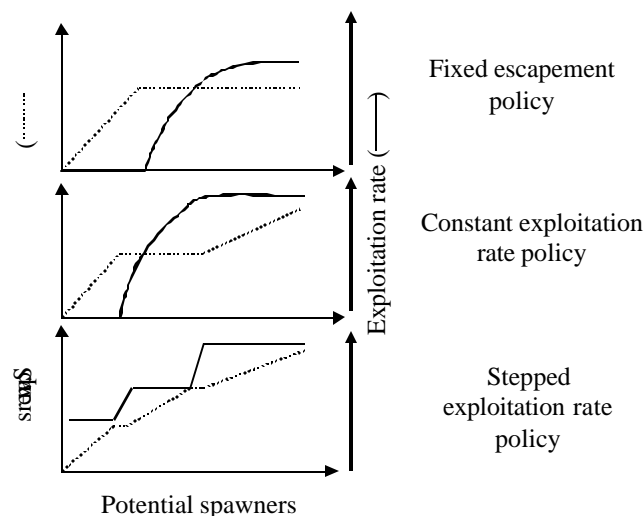 Fixed escapement
policy
Exploitation rate (
)
Constant exploitation
rate policy
Stepped
exploitation rate
policy
Potential spawners